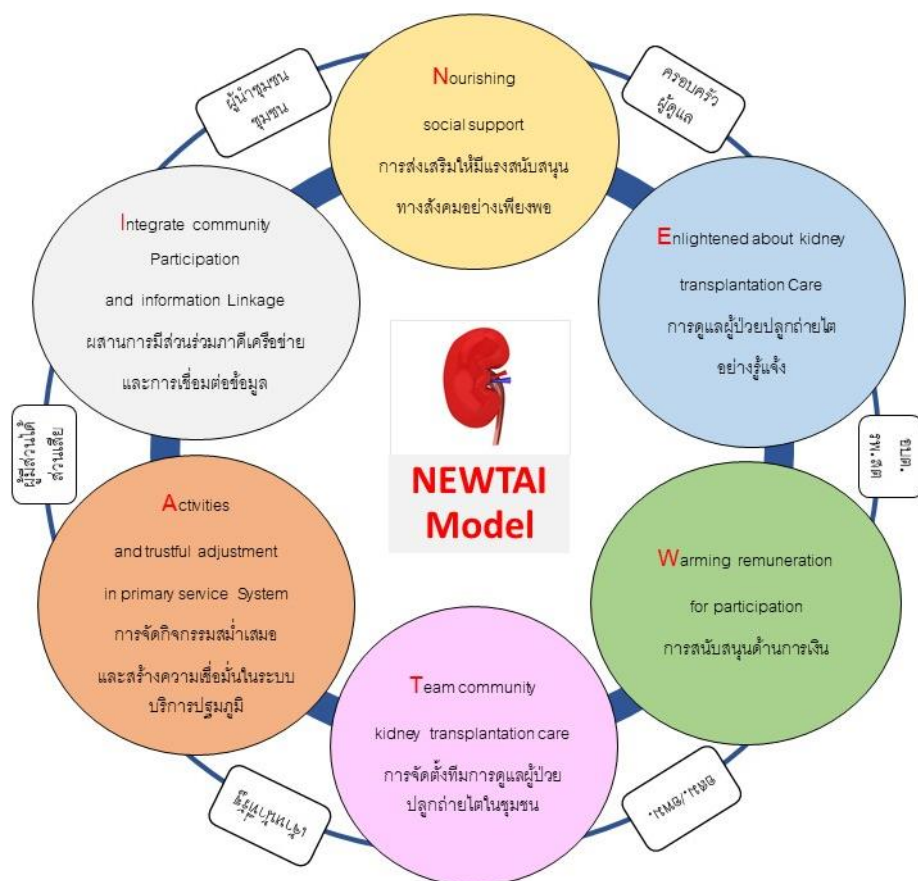 Nourishing
social support
การส่งเสริมให้มีแรงสนับสนุน
ทางสังคมอย่างเพียงพอ
ครอบครัว
ผู้ดูแล
Enlightened about kidney
transplantation Care
การดูแลผู้ป่วยปลูกถ่ายไต
อย่างรู้แจ้ง
อบต.
รพ.สต
Warming remuneration
for participation
การสนับสนุนด้านการเงิน
อสม./อพม.
Team community
kidney transplantation care
การจัดตั้งทีมการดูแลผู้ป่วย
ปลูกถ่ายไตในชุมชน
เจ้าหน้าที่รัฐ
Activities
and trustful adjustment
in primary service System
การจัดกิจกรรมสม่ำเสมอ
และสร้างความเชื่อมั่นในระบบ
บริการปฐมภูมิ
ผู้มีส่วนได้
ส่วนเสีย
Integrate community
Participation
and information Linkage
ผสานการมีส่วนร่วมภาคีเครือข่าย
และการเชื่อมต่อข้อมูล
ผู้นำชุมชน
ชุมชน
NEWTAI
Model